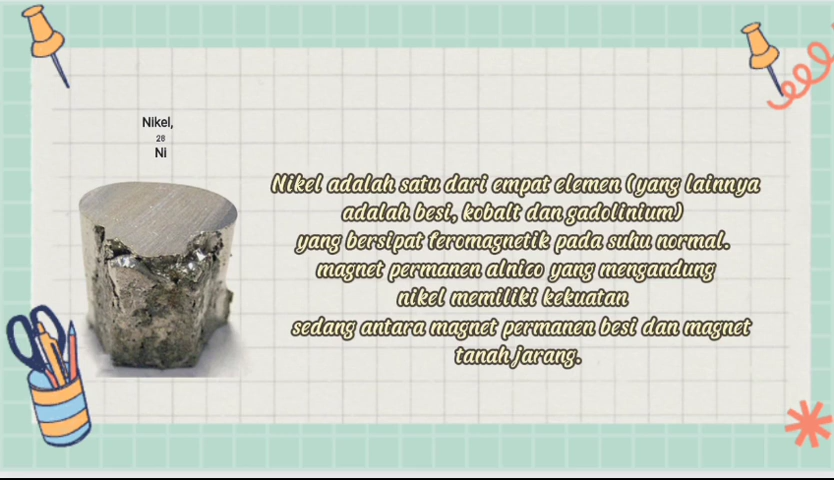 Nikel,
28
Ni
Nikel adalah satu dari empat elemen (yang lainnya
adalah besi, kobalt dan gadolinium)
yang bersipat feromagnetik pada suhu normal.
magnet permanen alnico yang mengandung
nikel memiliki kekuatan
sedang antara magnet permanen besi dan magnet
tanah jarang.